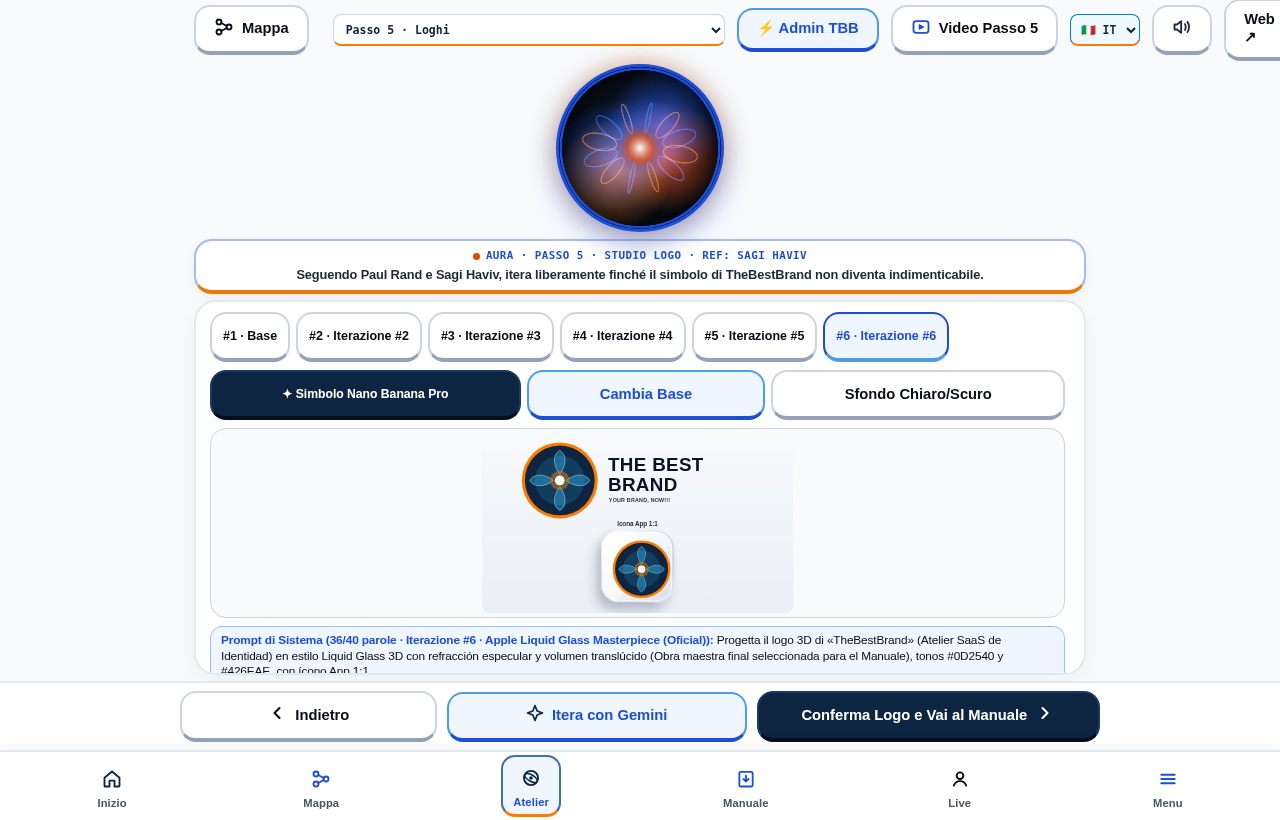 Mappa
Passo 5 · Loghi
⚡ Admin TBB
Video Passo 5
🇮🇹 IT
Web
↗
AURA · PASSO 5 · STUDIO LOGO · REF: SAGI HAVIV
Seguendo Paul Rand e Sagi Haviv, itera liberamente finché il simbolo di TheBestBrand non diventa indimenticabile.
#1 · Base
#2 · Iterazione #2
#3 · Iterazione #3
#4 · Iterazione #4
#5 · Iterazione #5
#6 · Iterazione #6
✦ Simbolo Nano Banana Pro
Cambia Base
Sfondo Chiaro/Scuro
THE BEST
BRAND
YOUR BRAND, NOW!!!
Icona App 1:1
Prompt di Sistema (36/40 parole · Iterazione #6 · Apple Liquid Glass Masterpiece (Oficial)): Progetta il logo 3D di «TheBestBrand» (Atelier SaaS de
Identidad) en estilo Liquid Glass 3D con refracción especular y volumen translúcido (Obra maestra final seleccionada para el Manuale), tonos #0D2540 y
#426EAE, con ícono App 1:1.
Indietro
Itera con Gemini
Conferma Logo e Vai al Manuale
Inizio
Mappa
Atelier
Manuale
Live
Menu